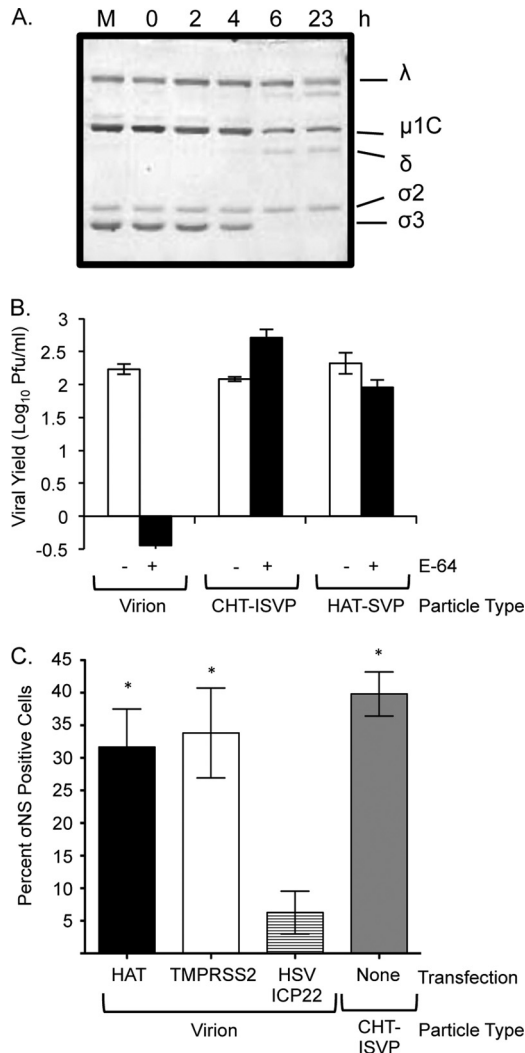 A.
M 0 2 4 6 23 h
λ
μ1C
δ
σ2
σ3
B.
Viral Yield (Log10 Pfu/ml)
3
2.5
2
1.5
1
0.5
0
-0.5
- + - + - + E-64
Virion CHT-ISVP HAT-SVP Particle Type
C.
Percent σNS Positive Cells
45
40
35
30
25
20
15
10
5
* * *
HAT TMPRSS2 HSV ICP22 None Transfection
Virion CHT-ISVP Particle Type